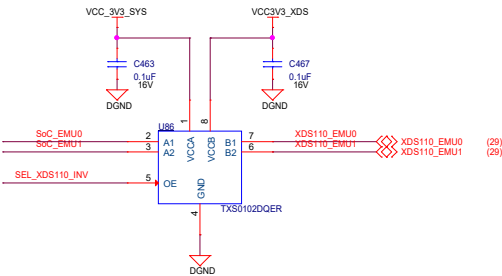 VCC_3V3_SYS
VCC3V3_XDS
C463
0.1uF
16V
DGND
C467
0.1uF
16V
DGND
U86
1
8
VCCA
VCCB
SoC_EMU0
2
A1
B1
7
XDS110_EMU0
XDS110_EMU0
(29)
SoC_EMU1
3
A2
B2
6
XDS110_EMU1
XDS110_EMU1
(29)
SEL_XDS110_INV
5
OE
GND
4
TXS0102DQER
DGND